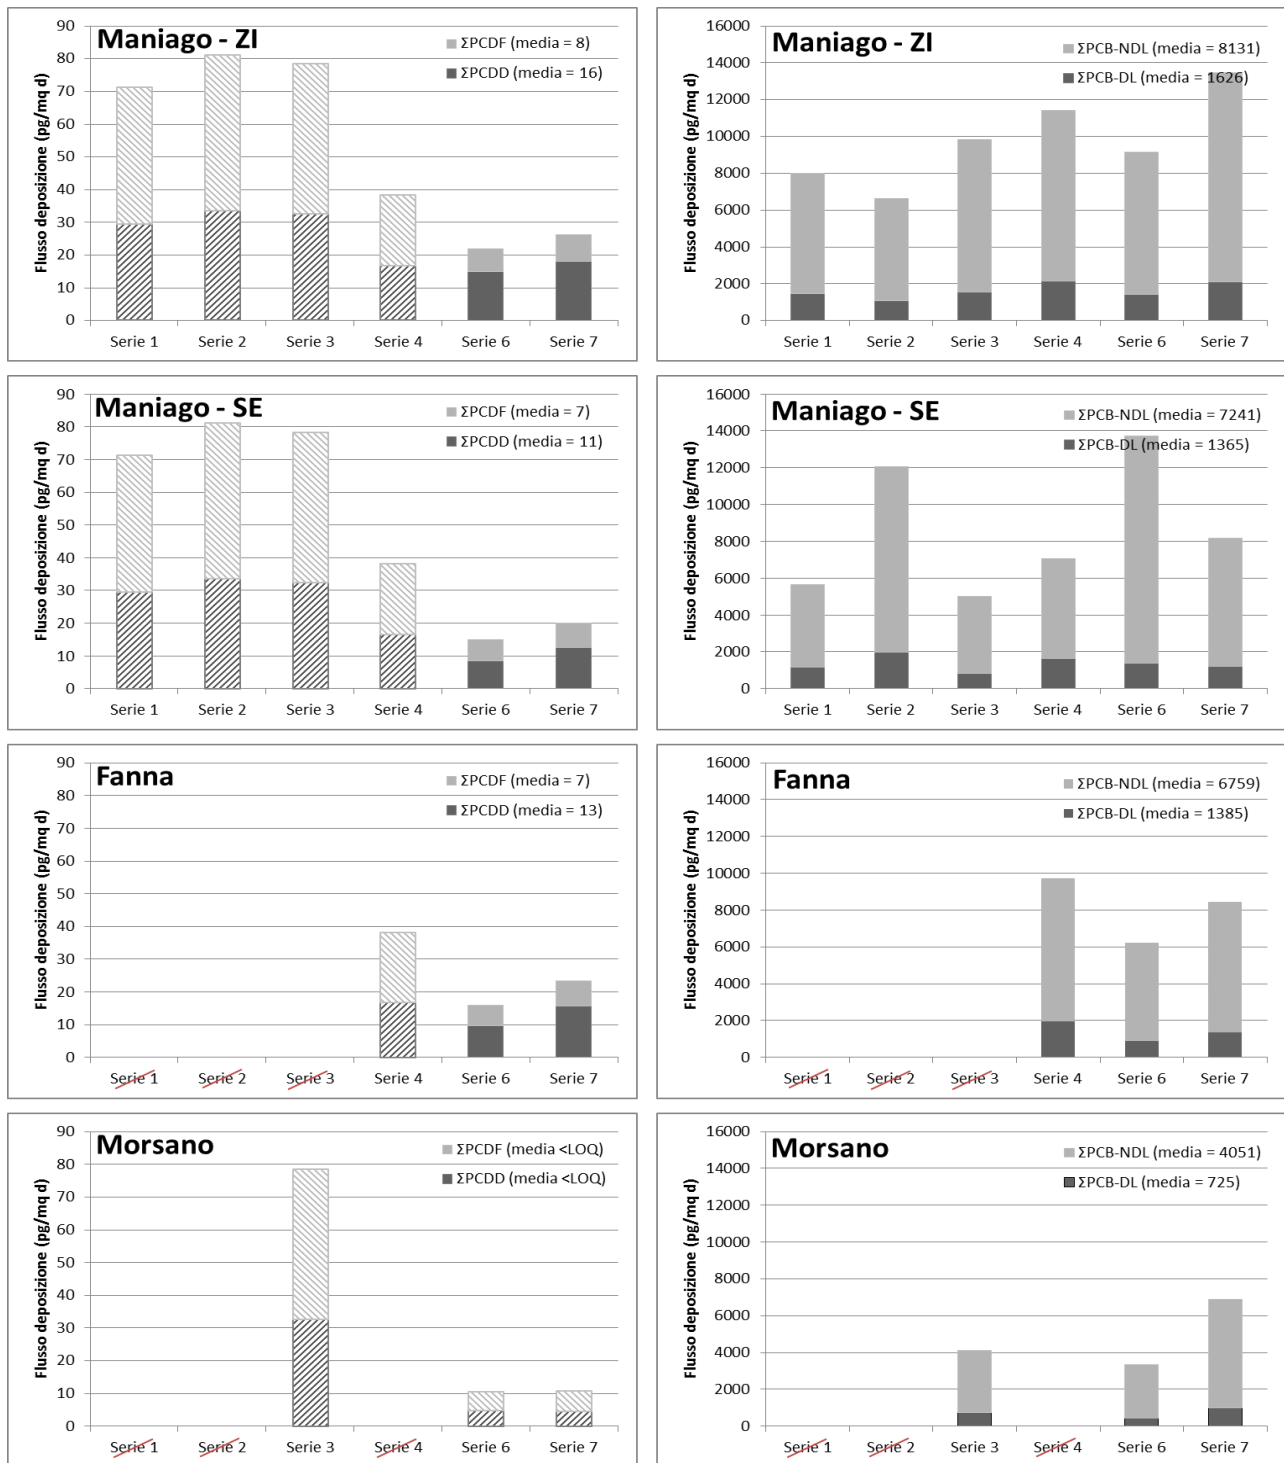 Maniago - ZI
ΣPCDF (media = 8)
ΣPCDD (media = 16)
Flusso deposizione (pg/mq d)
90
80
70
60
50
40
30
20
10
0
Serie 1 Serie 2 Serie 3 Serie 4 Serie 6 Serie 7
Maniago - ZI
ΣPCB-NDL (media = 8131)
ΣPCB-DL (media = 1626)
Flusso deposizione (pg/mq d)
16000
14000
12000
10000
8000
6000
4000
2000
0
Serie 1 Serie 2 Serie 3 Serie 4 Serie 6 Serie 7
Maniago - SE
ΣPCDF (media = 7)
ΣPCDD (media = 11)
Flusso deposizione (pg/mq d)
90
80
70
60
50
40
30
20
10
0
Serie 1 Serie 2 Serie 3 Serie 4 Serie 6 Serie 7
Maniago - SE
ΣPCB-NDL (media = 7241)
ΣPCB-DL (media = 1365)
Flusso deposizione (pg/mq d)
16000
14000
12000
10000
8000
6000
4000
2000
0
Serie 1 Serie 2 Serie 3 Serie 4 Serie 6 Serie 7
Fanna
ΣPCDF (media = 7)
ΣPCDD (media = 13)
Flusso deposizione (pg/mq d)
90
80
70
60
50
40
30
20
10
0
Serie 1 Serie 2 Serie 3 Serie 4 Serie 6 Serie 7
Fanna
ΣPCB-NDL (media = 6759)
ΣPCB-DL (media = 1385)
Flusso deposizione (pg/mq d)
16000
14000
12000
10000
8000
6000
4000
2000
0
Serie 1 Serie 2 Serie 3 Serie 4 Serie 6 Serie 7
Morsano
ΣPCDF (media <LOQ)
ΣPCDD (media <LOQ)
Flusso deposizione (pg/mq d)
90
80
70
60
50
40
30
20
10
0
Serie 1 Serie 2 Serie 3 Serie 4 Serie 6 Serie 7
Morsano
ΣPCB-NDL (media = 4051)
ΣPCB-DL (media = 725)
Flusso deposizione (pg/mq d)
16000
14000
12000
10000
8000
6000
4000
2000
0
Serie 1 Serie 2 Serie 3 Serie 4 Serie 6 Serie 7